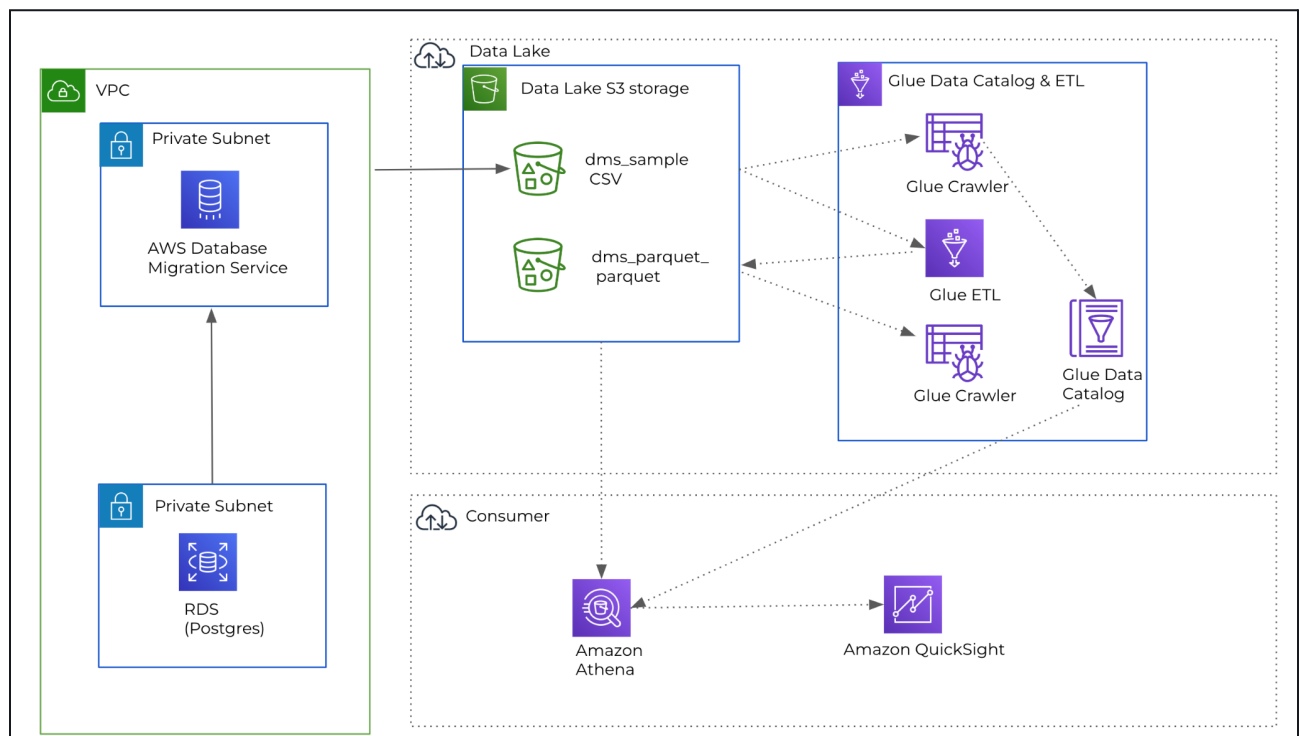 Data Lake
VPC
Data Lake S3 storage
Glue Data Catalog & ETL
Private Subnet
dms_sample
CSV
Glue Crawler
AWS Database
Migration Service
dms_parquet_
parquet
Glue ETL
Glue Crawler
Glue Data
Catalog
Private Subnet
RDS
(Postgres)
Consumer
Amazon
Athena
Amazon QuickSight